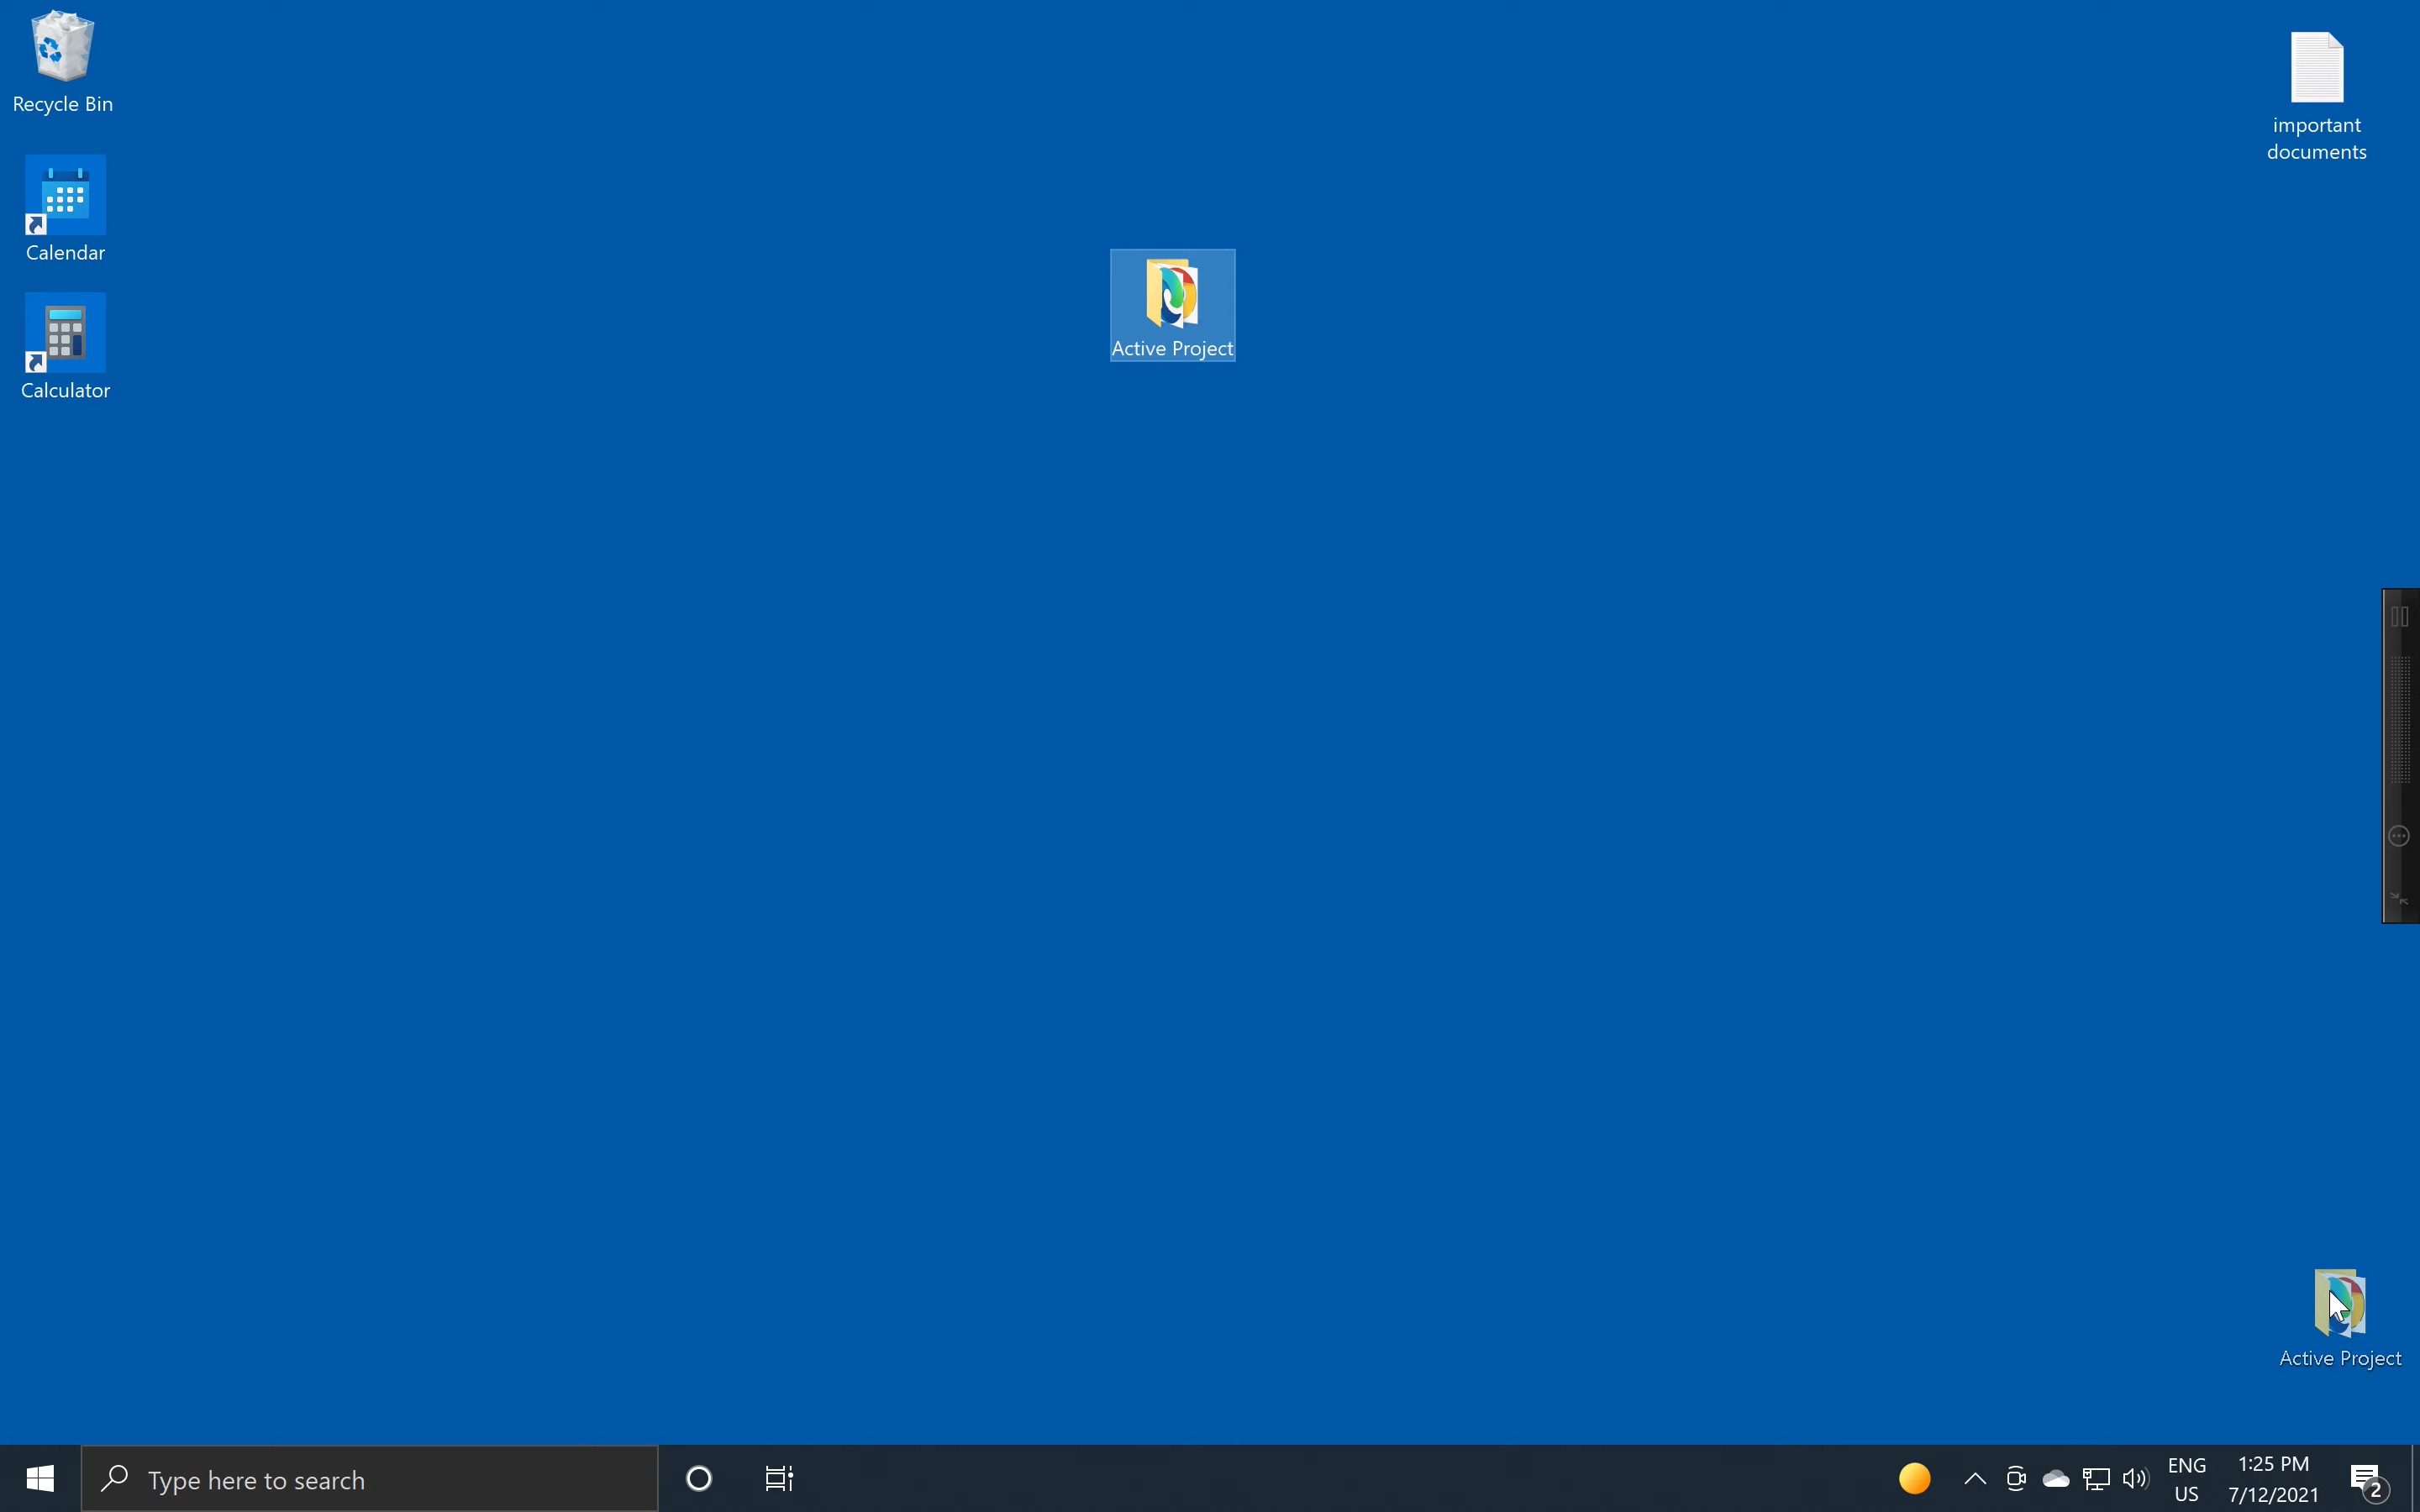 Recycle Bin
Calendar
Calculator
Active Project
important
documents
Active Project
Type here to search
ENG
US
1:25 PM
7/12/2021
2